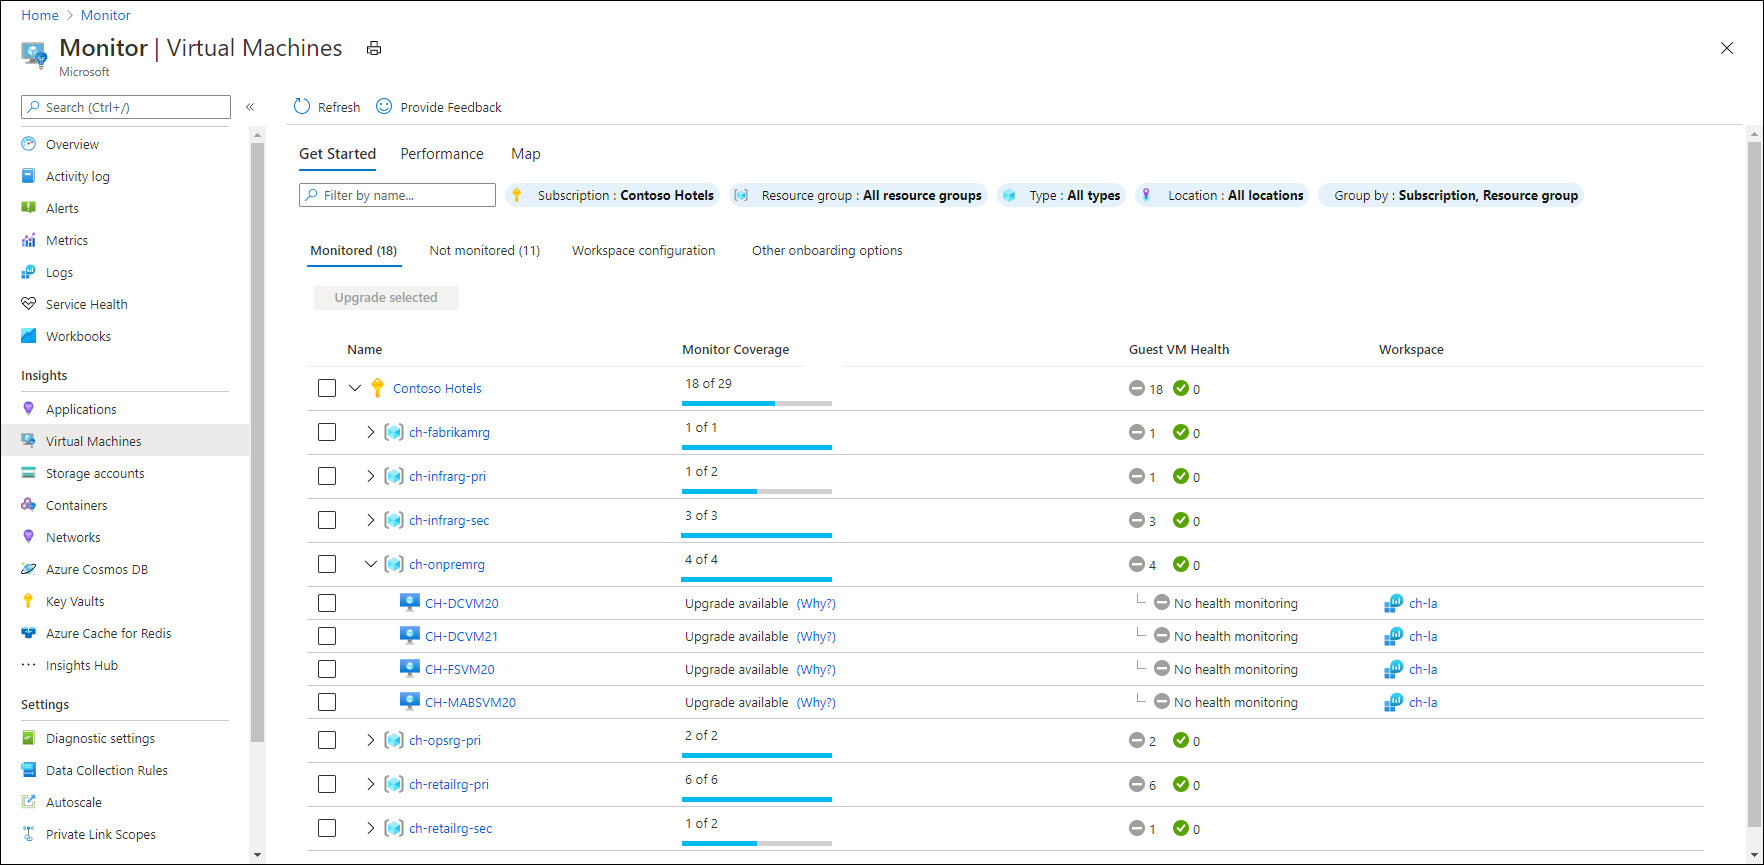 Home > Monitor
Monitor | Virtual Machines
Microsoft
Search (Ctrl+/)
«
Refresh
Provide Feedback
Overview
Activity log
Alerts
Metrics
Logs
Service Health
Workbooks
Insights
Applications
Virtual Machines
Storage accounts
Containers
Networks
Azure Cosmos DB
Key Vaults
Azure Cache for Redis
Insights Hub
Settings
Diagnostic settings
Data Collection Rules
Autoscale
Private Link Scopes
Get Started Performance Map
Filter by name... Subscription : Contoso Hotels Resource group : All resource groups Type : All types Location : All locations Group by : Subscription, Resource group
Monitored (18) Not monitored (11) Workspace configuration Other onboarding options
Upgrade selected
Name Monitor Coverage Guest VM Health Workspace
Contoso Hotels 18 of 29 18 0
ch-fabrikamrg 1 of 1 1 0
ch-infrarg-pri 1 of 2 1 0
ch-infrarg-sec 3 of 3 3 0
ch-onpremrg 4 of 4 4 0
CH-DCVM20 Upgrade available (Why?) No health monitoring ch-la
CH-DCVM21 Upgrade available (Why?) No health monitoring ch-la
CH-FSVM20 Upgrade available (Why?) No health monitoring ch-la
CH-MABSVM20 Upgrade available (Why?) No health monitoring ch-la
ch-opsrg-pri 2 of 2 2 0
ch-retailrg-pri 6 of 6 6 0
ch-retailrg-sec 1 of 2 1 0